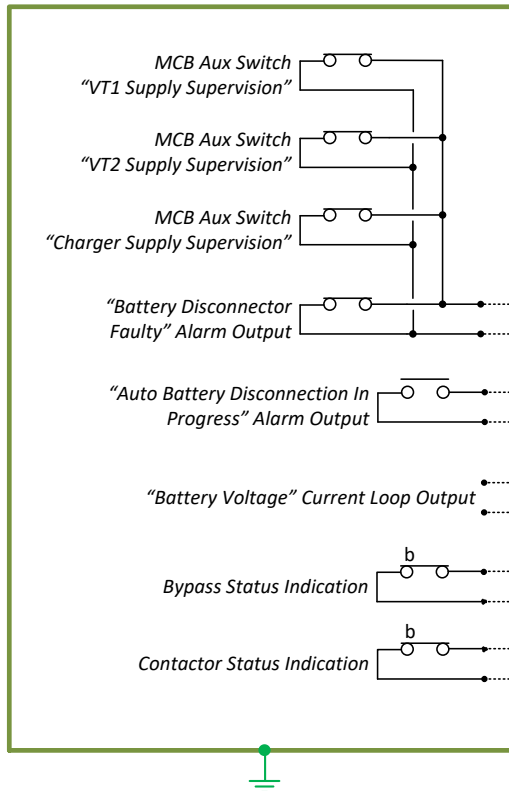 MCB Aux Switch
“VT1 Supply Supervision”
MCB Aux Switch
“VT2 Supply Supervision”
MCB Aux Switch
“Charger Supply Supervision”
“Battery Disconnector
Faulty” Alarm Output
“Auto Battery Disconnection In
Progress” Alarm Output
“Battery Voltage” Current Loop Output
b
Bypass Status Indication
b
Contactor Status Indication